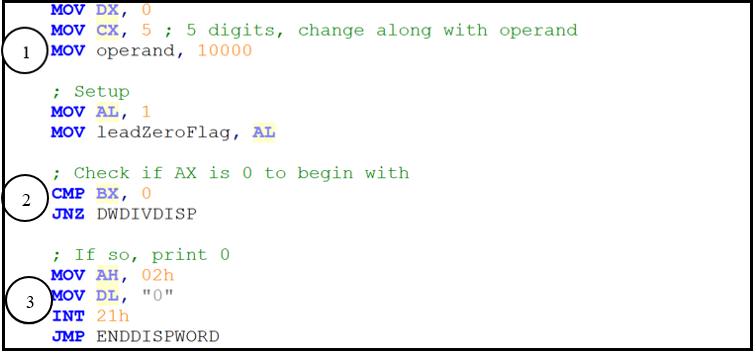 MOV DX, 0
MOV CX, 5 ; 5 digits, change along with operand
1 MOV operand, 10000
; Setup
MOV AL, 1
MOV leadZeroFlag, AL
; Check if AX is 0 to begin with
2 CMP BX, 0
JNZ DWDIVDISP
; If so, print 0
MOV AH, 02h
3 MOV DL, "0"
INT 21h
JMP ENDDISPWORD